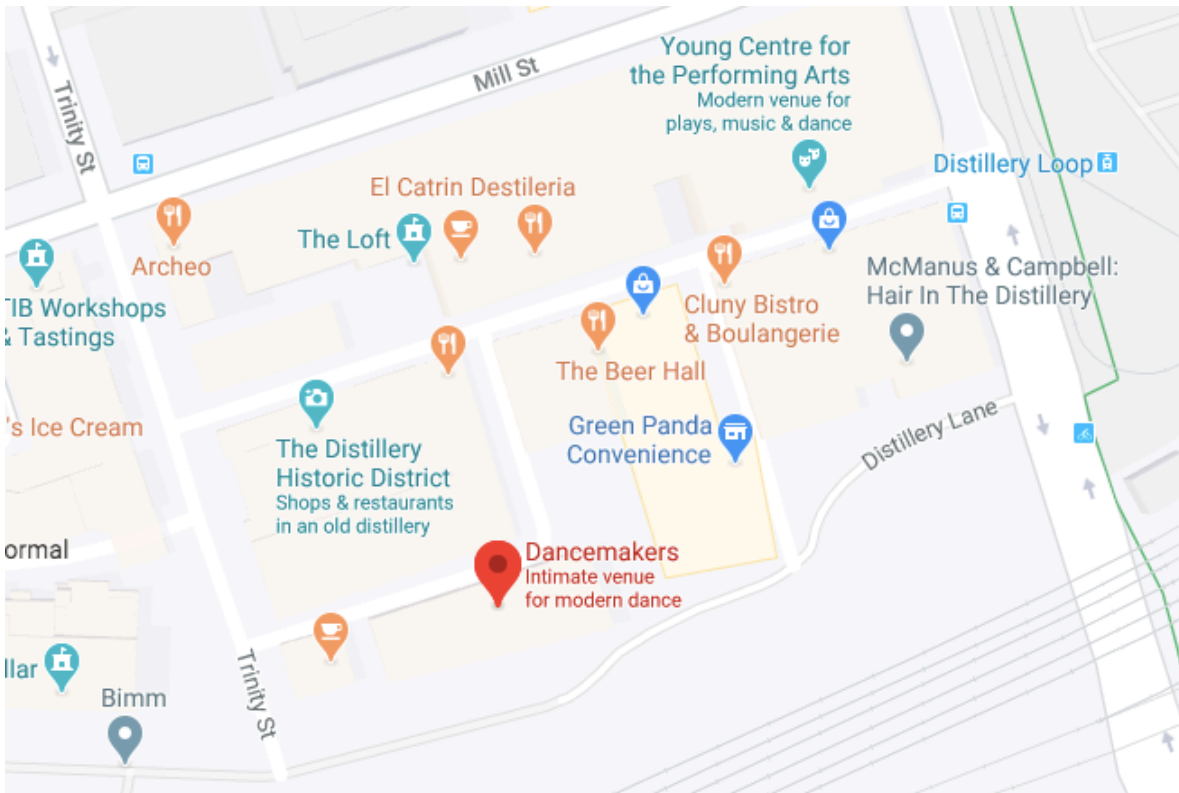 Trinity St
Mill St
Young Centre for
the Performing Arts
Modern venue for
plays, music & dance
Distillery Loop
El Catrin Destileria
The Loft
Archeo
TIB Workshops
& Tastings
McManus & Campbell:
Hair In The Distillery
Cluny Bistro
& Boulangerie
The Beer Hall
's Ice Cream
Green Panda
Convenience
Distillery Lane
The Distillery
Historic District
Shops & restaurants
in an old distillery
ormal
Dancemakers
Intimate venue
for modern dance
llar
Trinity St
Bimm